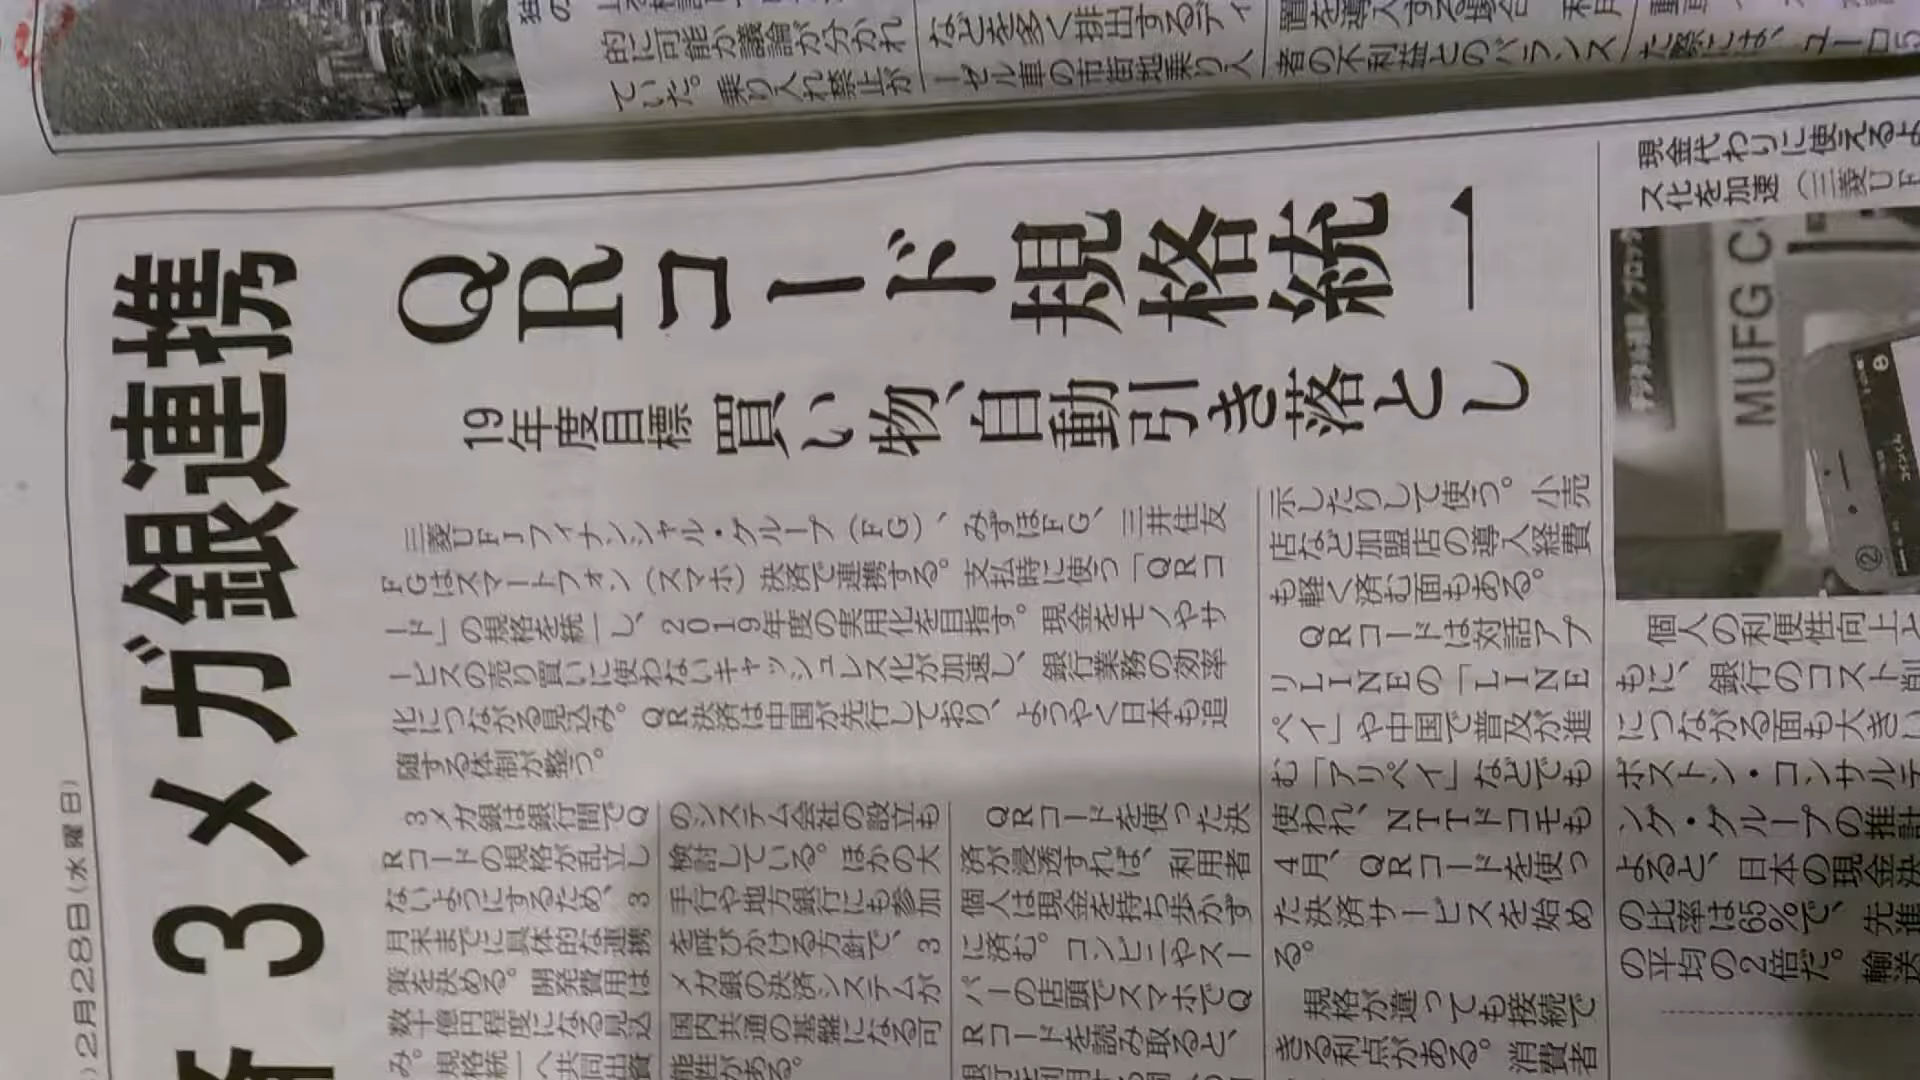 2月28日(水曜日)
3メガ銀連携
QRコード規格統一
19年度目標 買い物、自動引き落とし
三菱UFJフィナンシャル・グループ(FG)、みずほFG、三井住友
FGはスマートフォン(スマホ)決済で連携する。支払時に使う「QRコ
ード」の規格を統一し、2019年度の実用化を目指す。現金をモノやサ
ービスの売り買いに使わないキャッシュレス化が加速し、銀行業務の効率
化につながる見込み。QR決済は中国が先行しており、ようやく日本も追
随する体制が整う。
3メガ銀は銀行間でQ
Rコードの規格が乱立し
ないようにするため、3
月末までに具体的な連携
策を決める。開発費用は
数十億円程度になる見込
み。規格統一へ共同出資
のシステム会社の設立も
検討している。ほかの大
手行や地方銀行にも参加
を呼びかける方針で、3
メガ銀の決済システムが
国内共通の基盤になる可
能性がある。
QRコードを使った決
済が浸透すれば、利用者
個人は現金を持ち歩かず
に済む。コンビニやスー
パーの店頭でスマホでQ
Rコードを読み取ると、
示したりして使う。小売
店など加盟店の導入経費
も軽く済む面もある。
QRコードは対話アプ
リLINEの「LINE
ペイ」や中国で普及が進
む「アリペイ」などでも
使われ、NTTドコモも
4月、QRコードを使っ
た決済サービスを始め
る。
規格が違っても接続で
きる利点がある。消費者
現金代わりに使えるよ
ス化を加速(三菱UF
MUFG C
個人の利便性向上と
もに、銀行のコスト削
につながる面も大きい
ボストン・コンサルテ
ング・グループの推計
よると、日本の現金決
の比率は65%で、先進
の平均の2倍だ。輸送
的に可能か議論が分かれ
ていた。乗り入れ禁止が
などを多く排出するディ
ーゼル車の市街地乗り入
置を導入する場合、利用
者の不利益とのバランス
た際には、ユーロ5